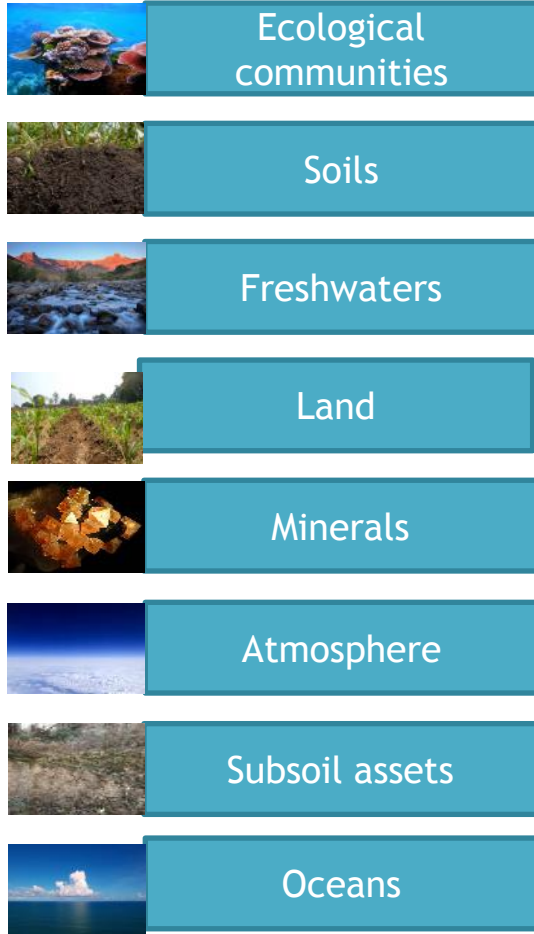 Ecological
communities
Soils
Freshwaters
Land
Minerals
Atmosphere
Subsoil assets
Oceans